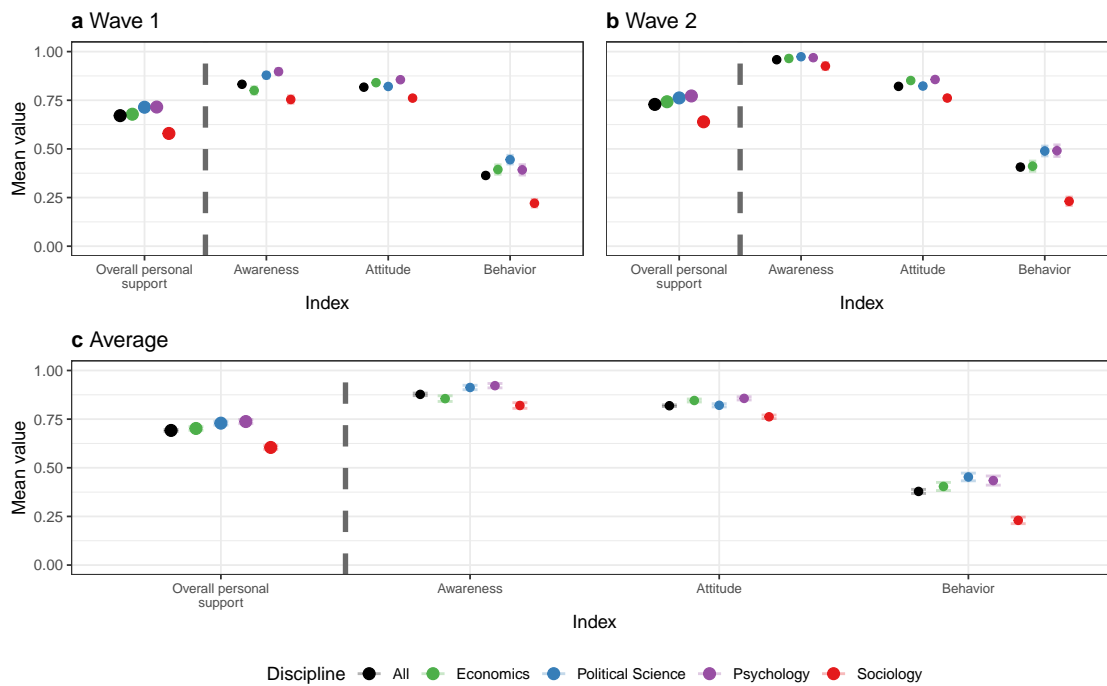 a Wave 1
1.00
0.75
0.50
0.25
0.00
Mean value
Overall personal
support
Awareness
Attitude
Behavior
Index
b Wave 2
Overall personal
support
Awareness
Attitude
Behavior
Index
c Average
1.00
0.75
0.50
0.25
0.00
Mean value
Overall personal
support
Awareness
Attitude
Behavior
Index
Discipline All Economics Political Science Psychology Sociology